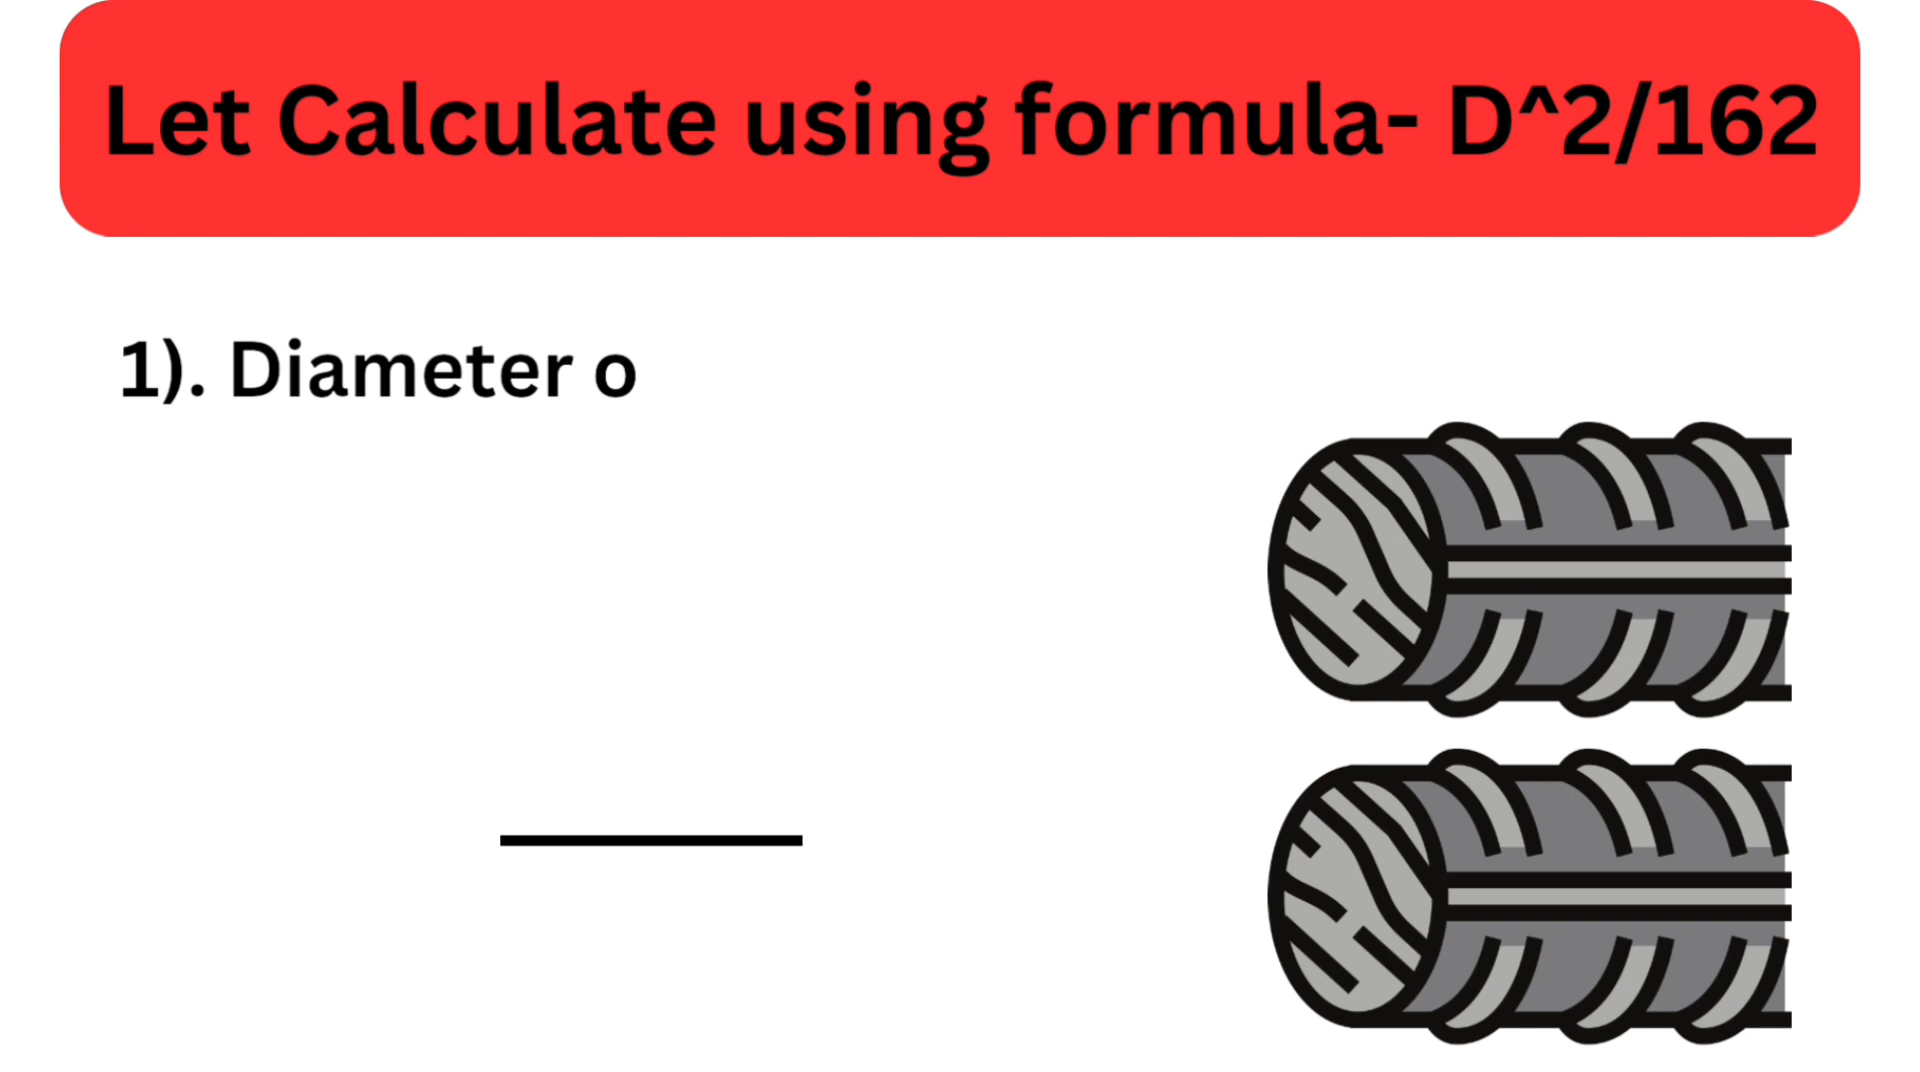 Let Calculate using formula- D^2/162
1). Diameter o